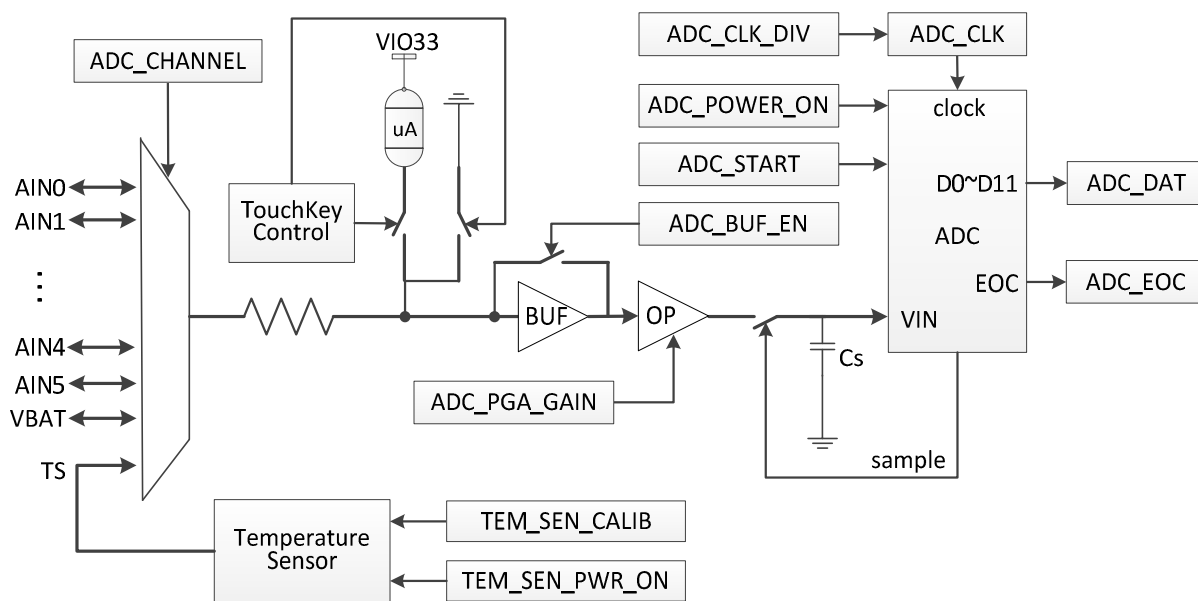 ADC_CHANNEL
VIO33
uA
ADC_CLK_DIV
ADC_CLK
ADC_POWER_ON
clock
ADC_START
AIN0
AIN1
⋮
TouchKey
Control
D0~D11
ADC_DAT
ADC_BUF_EN
ADC
EOC
ADC_EOC
BUF
OP
VIN
AIN4
AIN5
VBAT
TS
Cs
ADC_PGA_GAIN
sample
Temperature
Sensor
TEM_SEN_CALIB
TEM_SEN_PWR_ON